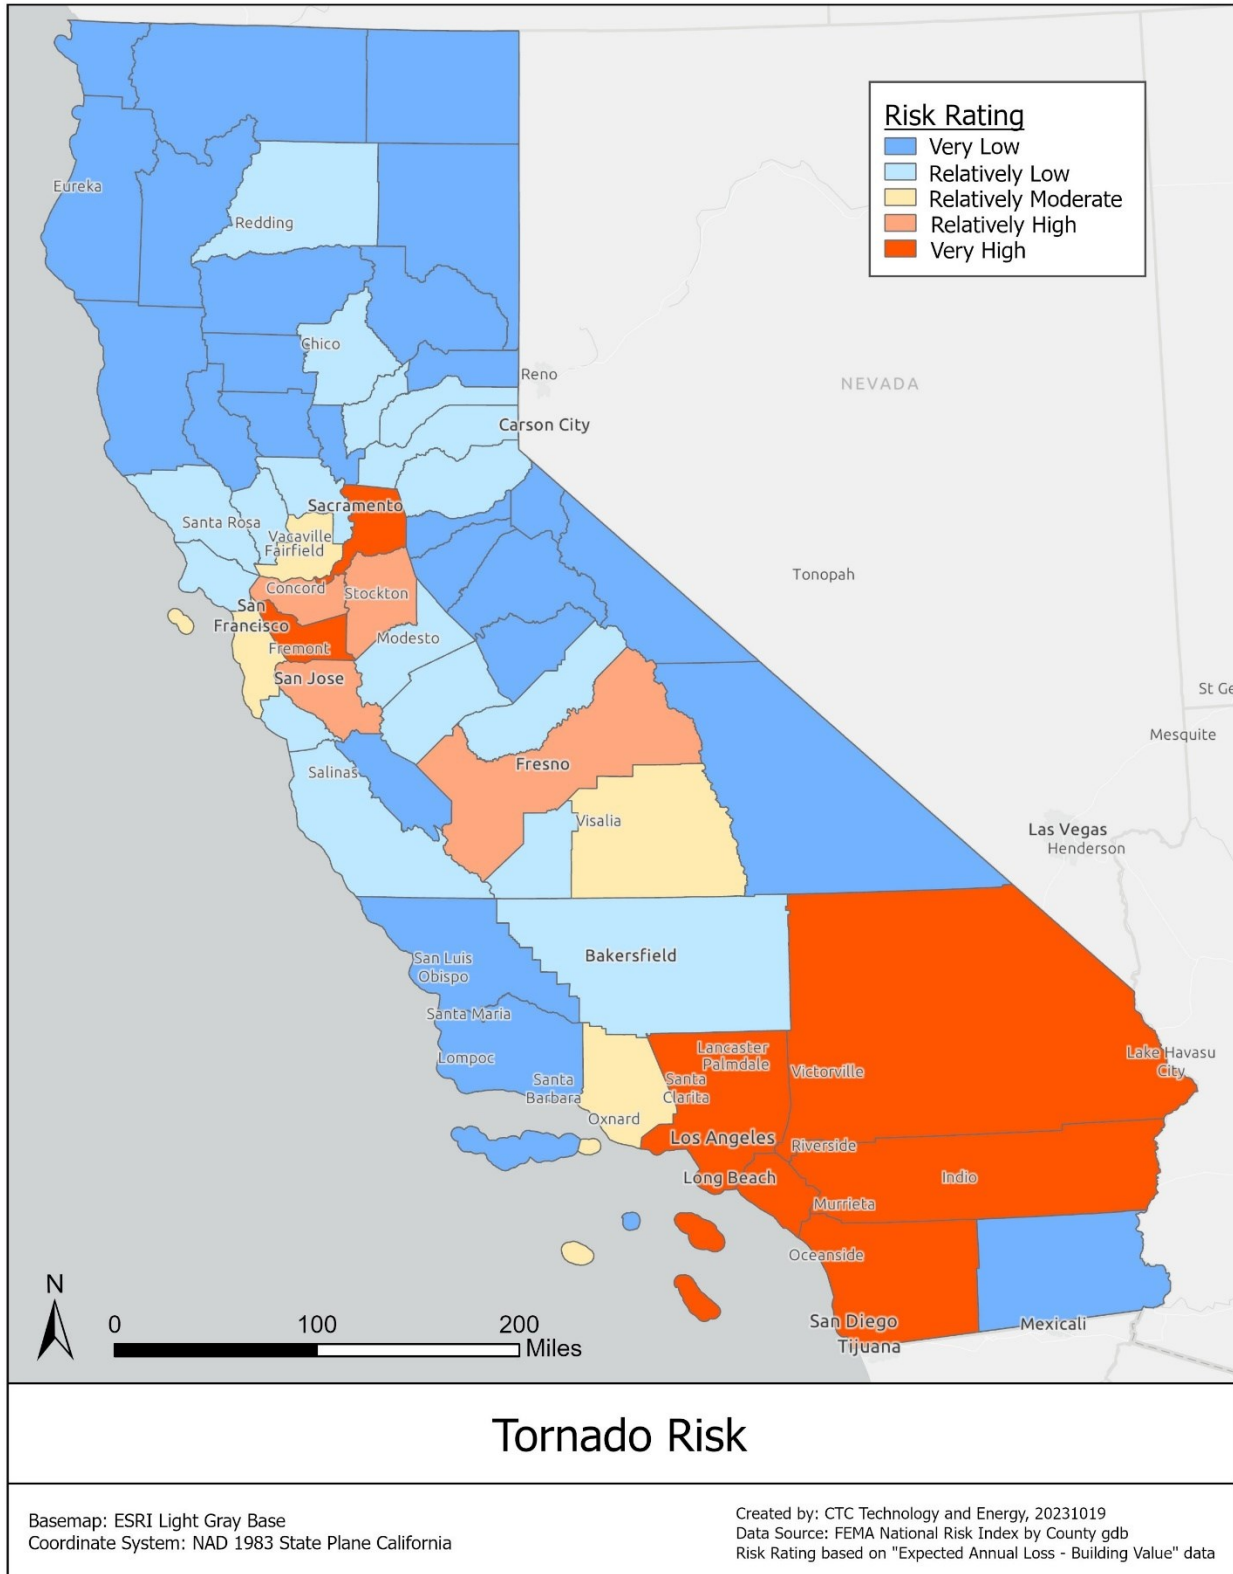 Risk Rating
Very Low
Relatively Low
Relatively Moderate
Relatively High
Very High
Eureka
Redding
Chico
Reno
NEVADA
Carson City
Sacramento
Santa Rosa
Vacaville
Fairfield
Concord
Stockton
Tonopah
San
Francisco
Fremont
Modesto
San Jose
St Ge
Mesquite
Salinas
Fresno
Visalia
Las Vegas
Henderson
San Luis
Obispo
Bakersfield
Santa Maria
Lompoc
Santa
Barbara
Lancaster
Palmdale
Santa
Clarita
Victorville
Lake Havasu
City
Oxnard
Los Angeles
Riverside
Long Beach
Indio
Murrieta
Oceanside
San Diego
Tijuana
Mexicali
N
0 100 200
Miles
Tornado Risk
Basemap: ESRI Light Gray Base
Coordinate System: NAD 1983 State Plane California
Created by: CTC Technology and Energy, 20231019
Data Source: FEMA National Risk Index by County gdb
Risk Rating based on "Expected Annual Loss - Building Value" data